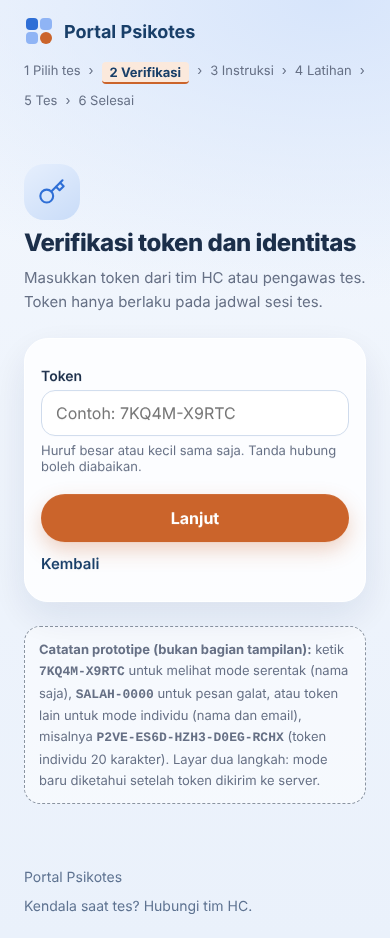 Portal Psikotes
1 Pilih tes › 2 Verifikasi › 3 Instruksi › 4 Latihan ›
5 Tes › 6 Selesai
Verifikasi token dan identitas
Masukkan token dari tim HC atau pengawas tes.
Token hanya berlaku pada jadwal sesi tes.
Token
Contoh: 7KQ4M-X9RTC
Huruf besar atau kecil sama saja. Tanda hubung
boleh diabaikan.
Lanjut
Kembali
Catatan prototipe (bukan bagian tampilan): ketik
7KQ4M-X9RTC untuk melihat mode serentak (nama
saja), SALAH-0000 untuk pesan galat, atau token
lain untuk mode individu (nama dan email),
misalnya P2VE-ES6D-HZH3-D0EG-RCHX (token
individu 20 karakter). Layar dua langkah: mode
baru diketahui setelah token dikirim ke server.
Portal Psikotes
Kendala saat tes? Hubungi tim HC.